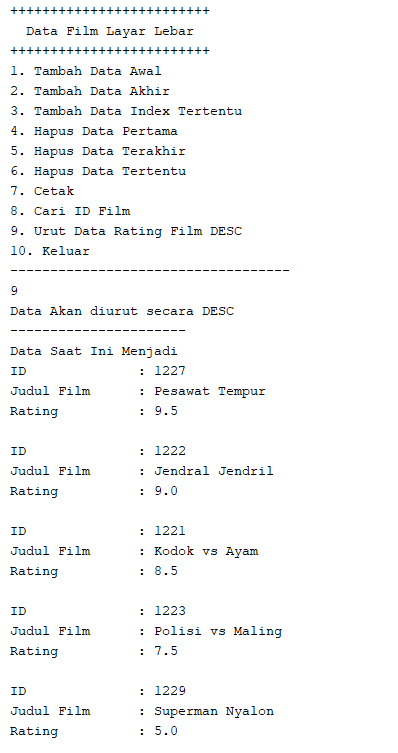 +++++++++++++++++++++++++
Data Film Layar Lebar
+++++++++++++++++++++++++
1. Tambah Data Awal
2. Tambah Data Akhir
3. Tambah Data Index Tertentu
4. Hapus Data Pertama
5. Hapus Data Terakhir
6. Hapus Data Tertentu
7. Cetak
8. Cari ID Film
9. Urut Data Rating Film DESC
10. Keluar
-----------------------------------
9
Data Akan diurut secara DESC
----------------------
Data Saat Ini Menjadi
ID              : 1227
Judul Film      : Pesawat Tempur
Rating          : 9.5

ID              : 1222
Judul Film      : Jendral Jendril
Rating          : 9.0

ID              : 1221
Judul Film      : Kodok vs Ayam
Rating          : 8.5

ID              : 1223
Judul Film      : Polisi vs Maling
Rating          : 7.5

ID              : 1229
Judul Film      : Superman Nyalon
Rating          : 5.0